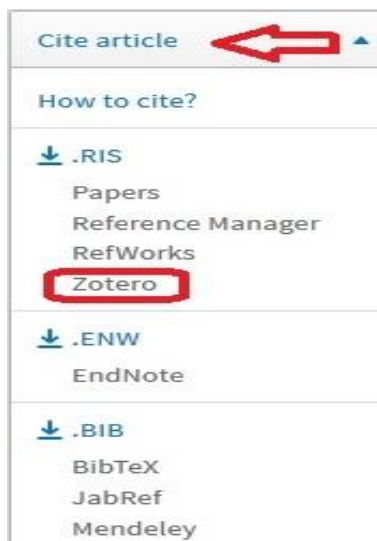 Cite article
How to cite?
.RIS
Papers
Reference Manager
RefWorks
Zotero
.ENW
EndNote
.BIB
BibTeX
JabRef
Mendeley